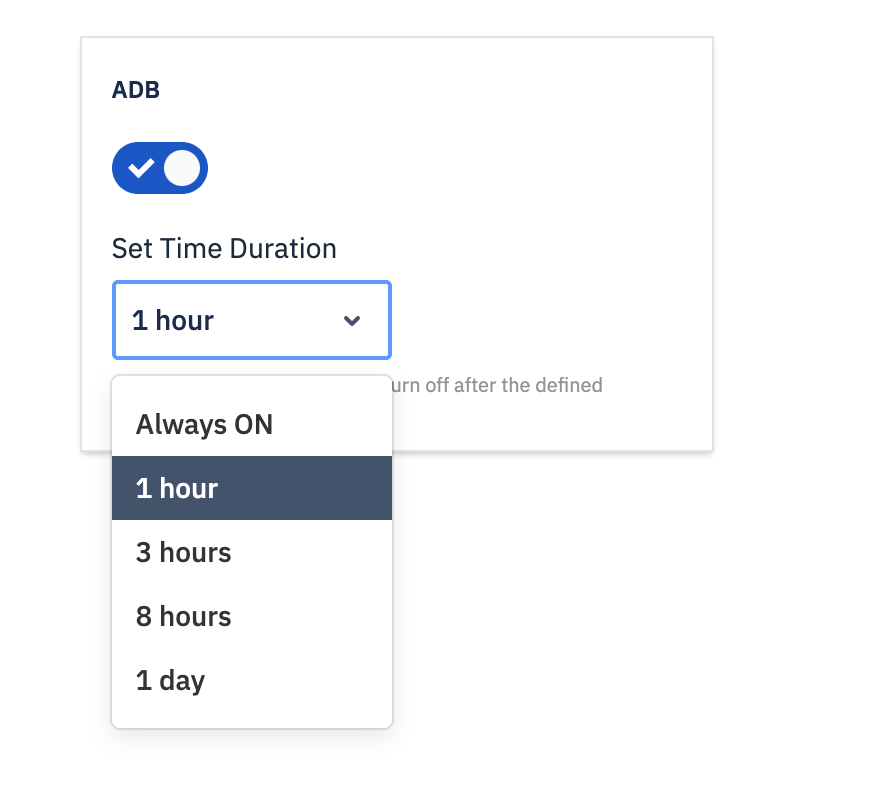 ADB
Set Time Duration
1 hour
urn off after the defined
Always ON
1 hour
3 hours
8 hours
1 day